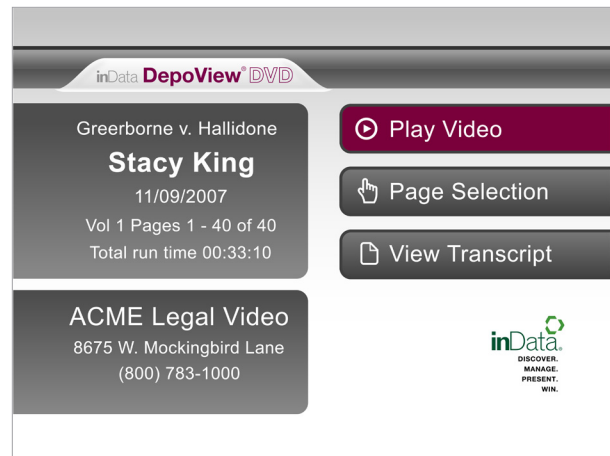 inData DepoView® DVD
Greerborne v. Hallidone
Stacy King
11/09/2007
Vol 1 Pages 1 - 40 of 40
Total run time 00:33:10
ACME Legal Video
8675 W. Mockingbird Lane
(800) 783-1000
Play Video
Page Selection
View Transcript
inData®
DISCOVER.
MANAGE.
PRESENT.
WIN.